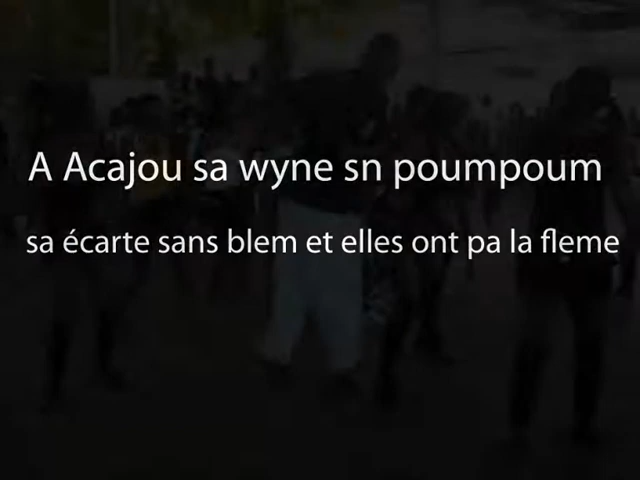 A Acajou sa wyne sn poumpoum
sa écarte sans blem et elles ont pa la fleme